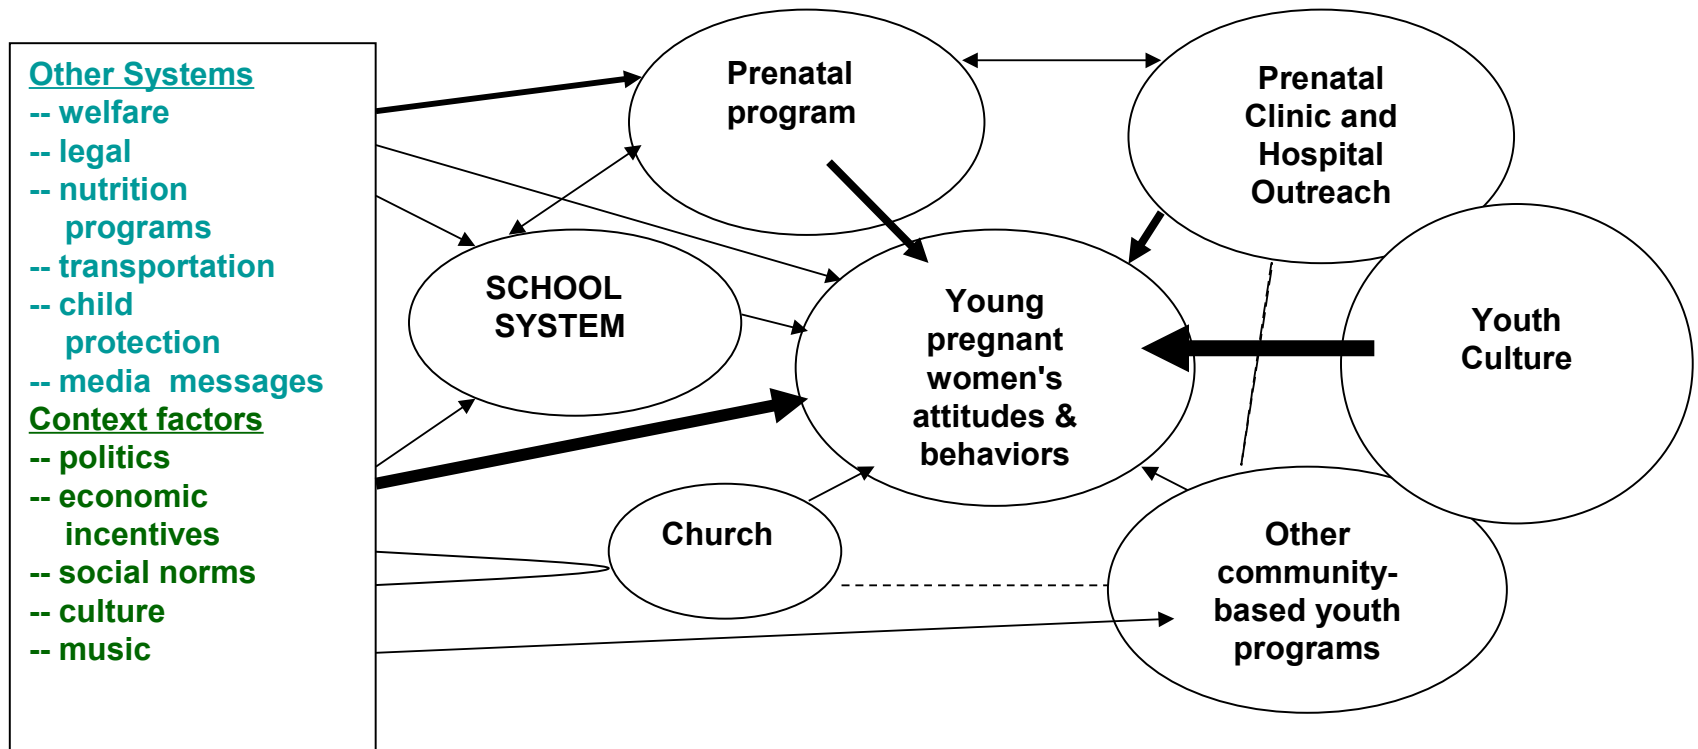 Other Systems
-- welfare
-- legal
-- nutrition
programs
-- transportation
-- child
protection
-- media messages
Context factors
-- politics
-- economic
incentives
-- social norms
-- culture
-- music
Prenatal
program
Prenatal
Clinic and
Hospital
Outreach
SCHOOL
SYSTEM
Young
pregnant
women's
attitudes &
behaviors
Youth
Culture
Church
Other
community-
based youth
programs